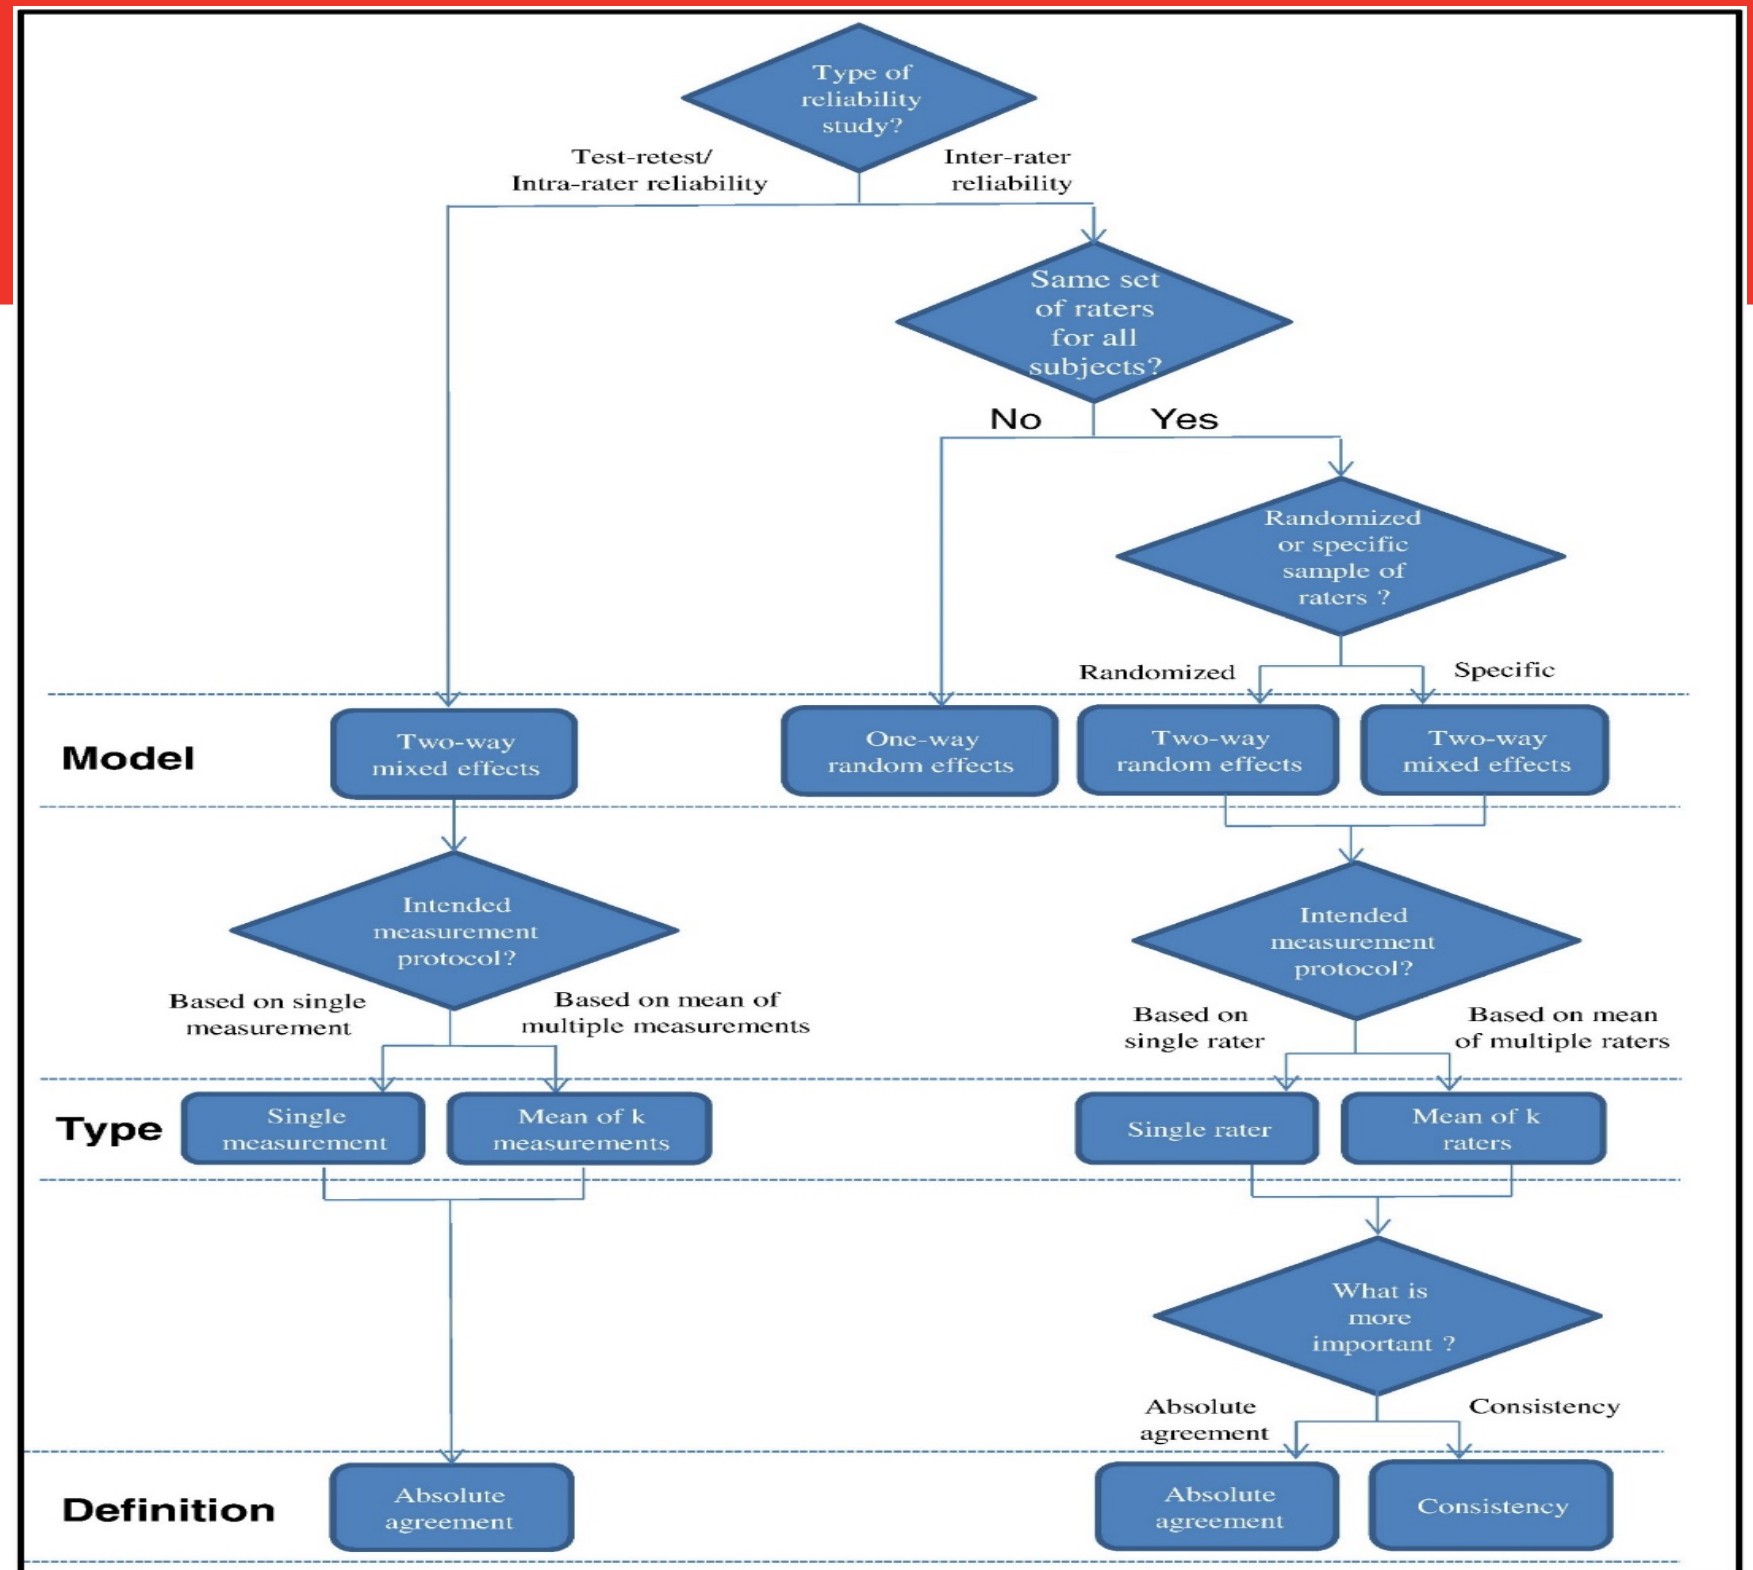 Type of
reliability
study?
Test-retest/
Intra-rater reliability
Inter-rater
reliability
Same set
of raters
for all
subjects?
No
Yes
Randomized
or specific
sample of
raters ?
Randomized
Specific
Model
Two-way
mixed effects
One-way
random effects
Two-way
random effects
Two-way
mixed effects
Intended
measurement
protocol?
Based on single
measurement
Based on mean of
multiple measurements
Intended
measurement
protocol?
Based on
single rater
Based on mean
of multiple raters
Type
Single
measurement
Mean of k
measurements
Single rater
Mean of k
raters
What is
more
important ?
Absolute
agreement
Consistency
Definition
Absolute
agreement
Absolute
agreement
Consistency